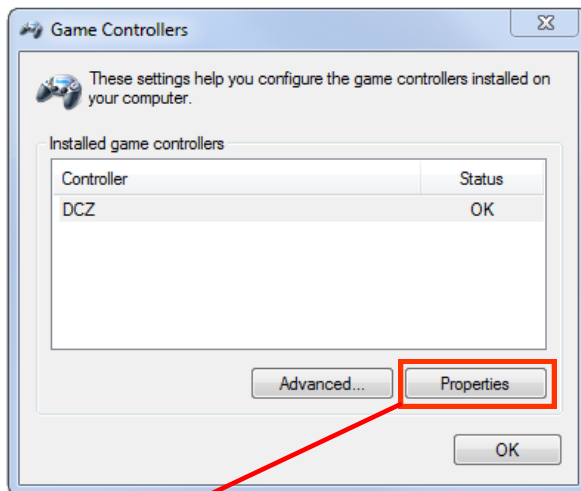 Game Controllers
These settings help you configure the game controllers installed on
your computer.
Installed game controllers
Controller Status
DCZ OK
Advanced... Properties
OK